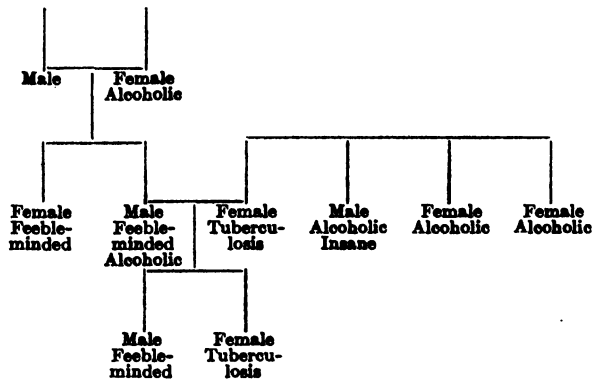 Male Female
Alcoholic
Female Male Female Male Female Female
Feeble- Feeble- Tubercu- Alcoholic Alcoholic Alcoholic
minded minded losis Insane
Alcoholic
Male Female
Feeble- Tubercu-
minded losis